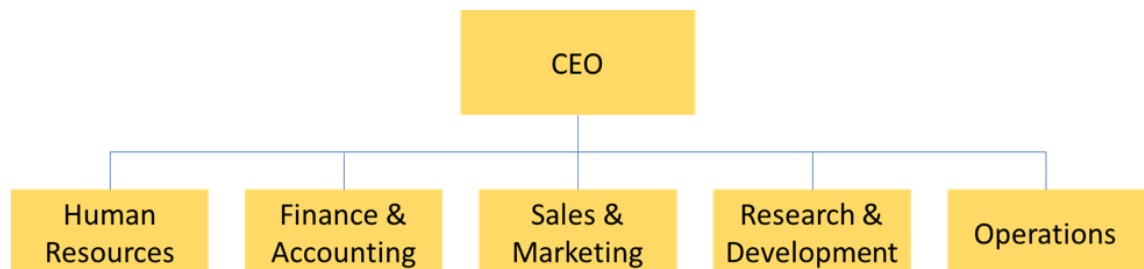 CEO
Human
Resources
Finance &
Accounting
Sales &
Marketing
Research &
Development
Operations